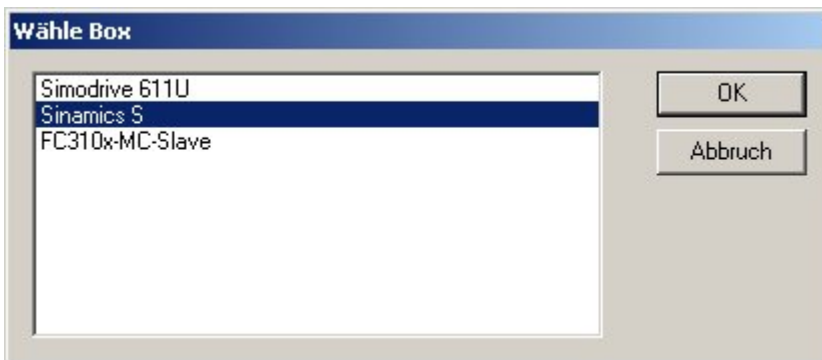 Wähle Box
Simodrive 611U
OK
Sinamics S
FC310x-MC-Slave
Abbruch